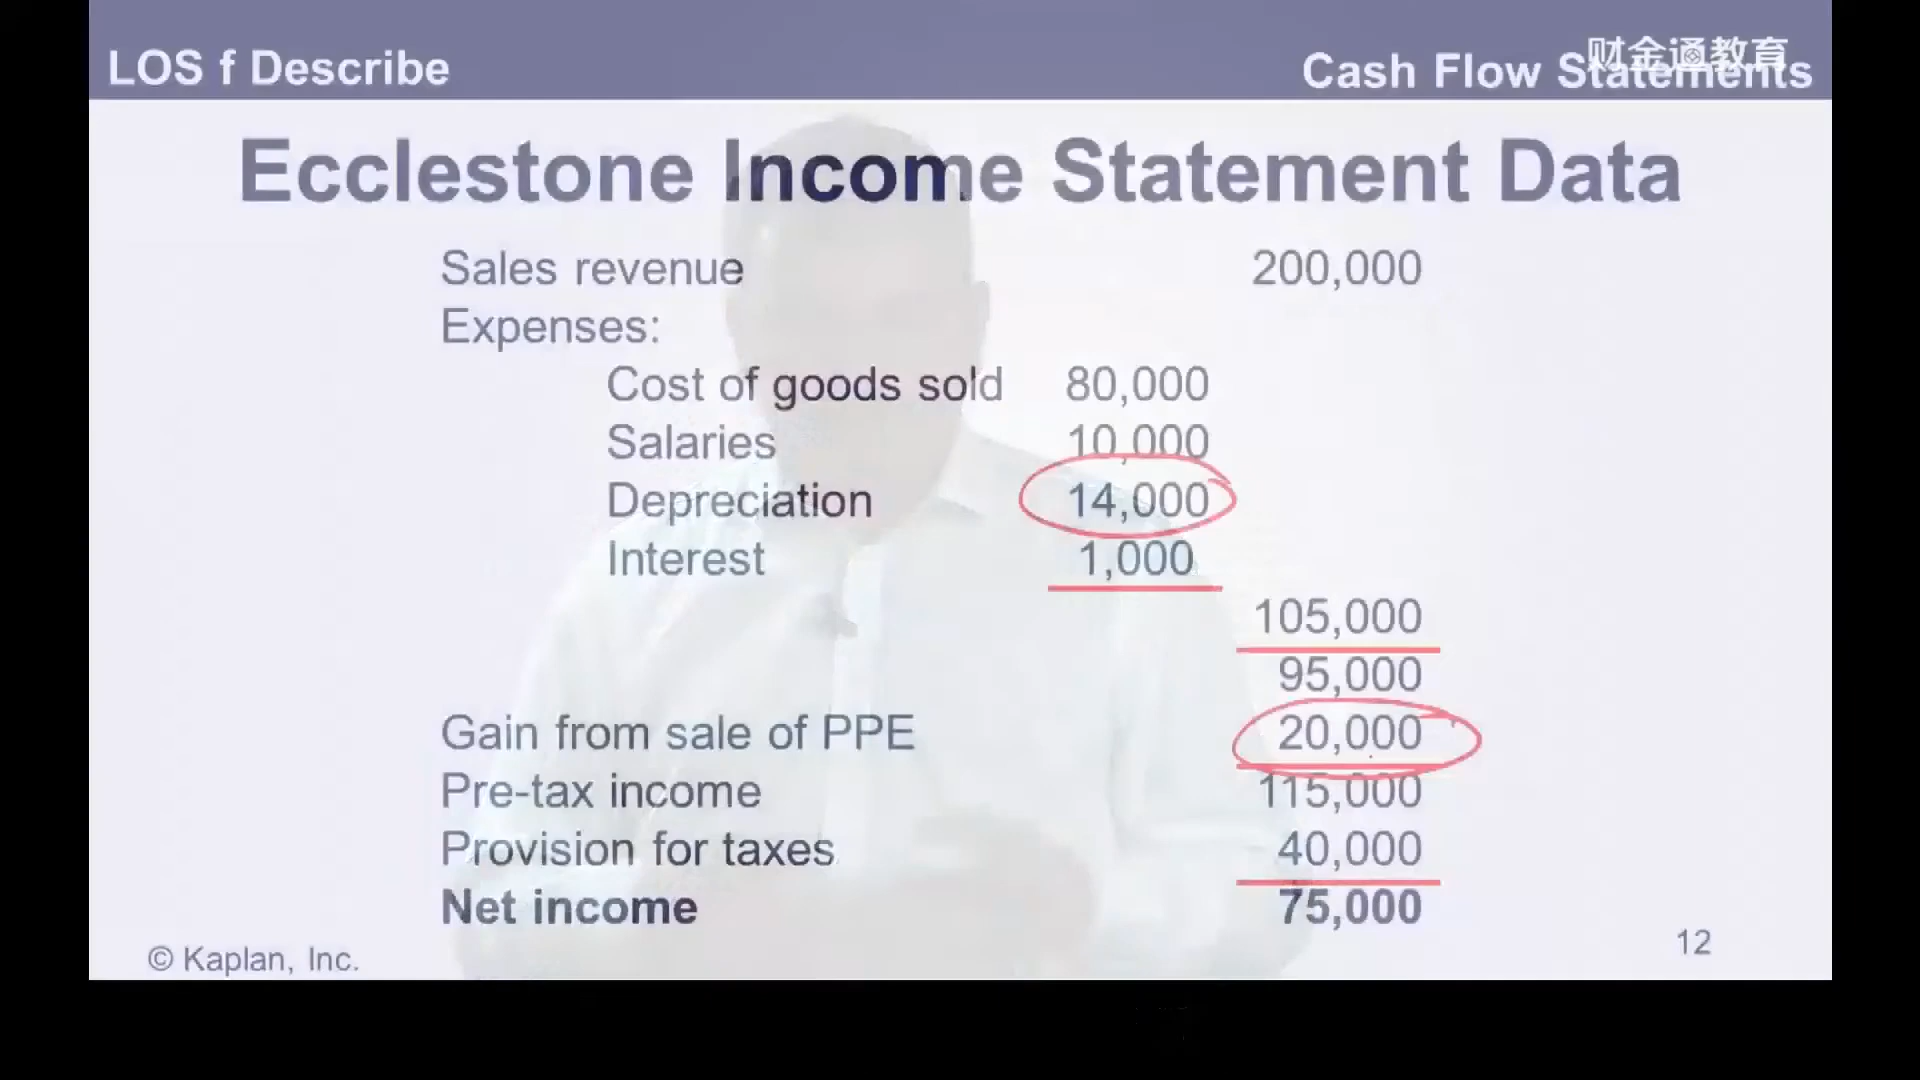 LOS f Describe
Cash Flow Statements
财金通教育
Ecclestone Income Statement Data
Sales revenue 200,000
Expenses:
Cost of goods sold 80,000
Salaries 10,000
Depreciation 14,000
Interest 1,000
105,000
95,000
Gain from sale of PPE 20,000
Pre-tax income 115,000
Provision for taxes 40,000
Net income 75,000
© Kaplan, Inc.
12